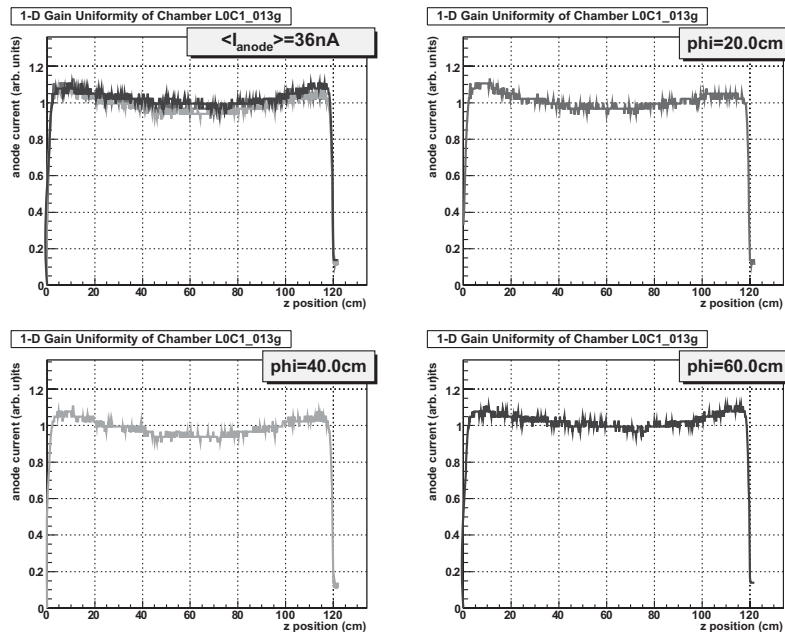 1-D Gain Uniformity of Chamber L0C1_013g
<I_anode>=36nA
anode current (arb. units)
1.2
1
0.8
0.6
0.4
0.2
0
0 20 40 60 80 100 120
z position (cm)
1-D Gain Uniformity of Chamber L0C1_013g
phi=20.0cm
anode current (arb. units)
1.2
1
0.8
0.6
0.4
0.2
0
0 20 40 60 80 100 120
z position (cm)
1-D Gain Uniformity of Chamber L0C1_013g
phi=40.0cm
anode current (arb. units)
1.2
1
0.8
0.6
0.4
0.2
0
0 20 40 60 80 100 120
z position (cm)
1-D Gain Uniformity of Chamber L0C1_013g
phi=60.0cm
anode current (arb. units)
1.2
1
0.8
0.6
0.4
0.2
0
0 20 40 60 80 100 120
z position (cm)